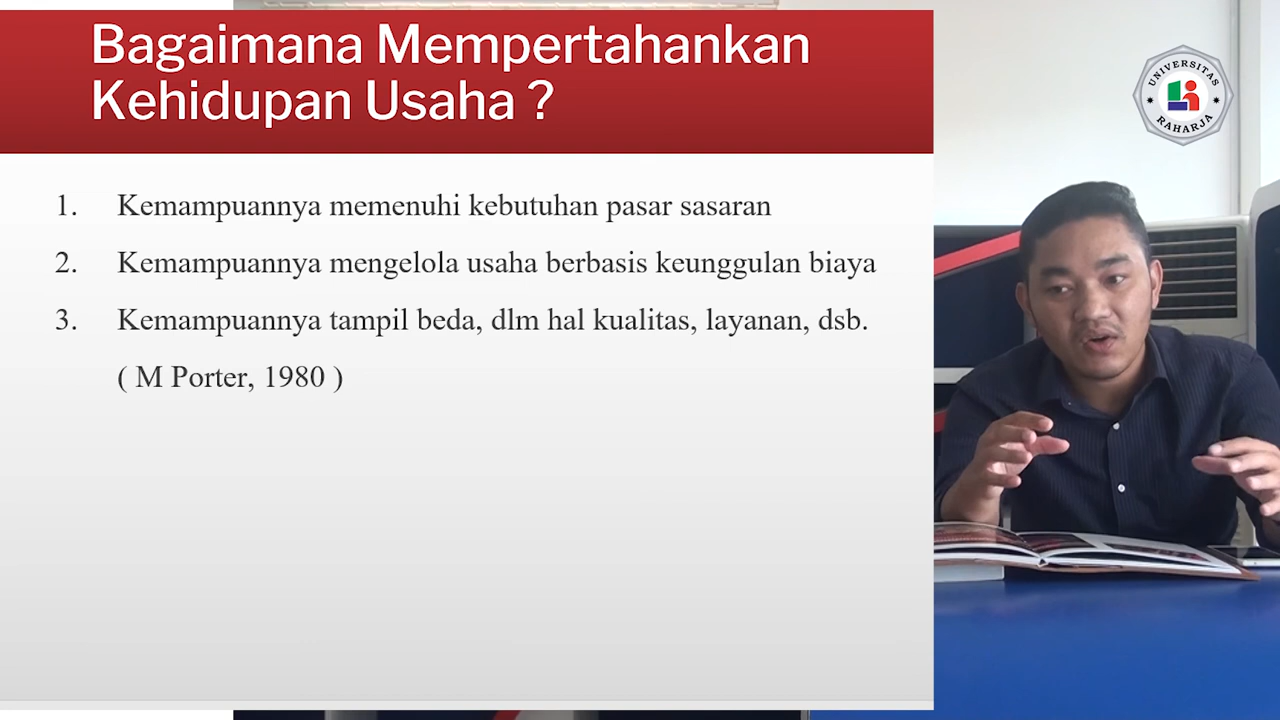 Bagaimana Mempertahankan
Kehidupan Usaha ?
1. Kemampuannya memenuhi kebutuhan pasar sasaran
2. Kemampuannya mengelola usaha berbasis keunggulan biaya
3. Kemampuannya tampil beda, dlm hal kualitas, layanan, dsb.
( M Porter, 1980 )
UNIVERSITAS
RAHARJA